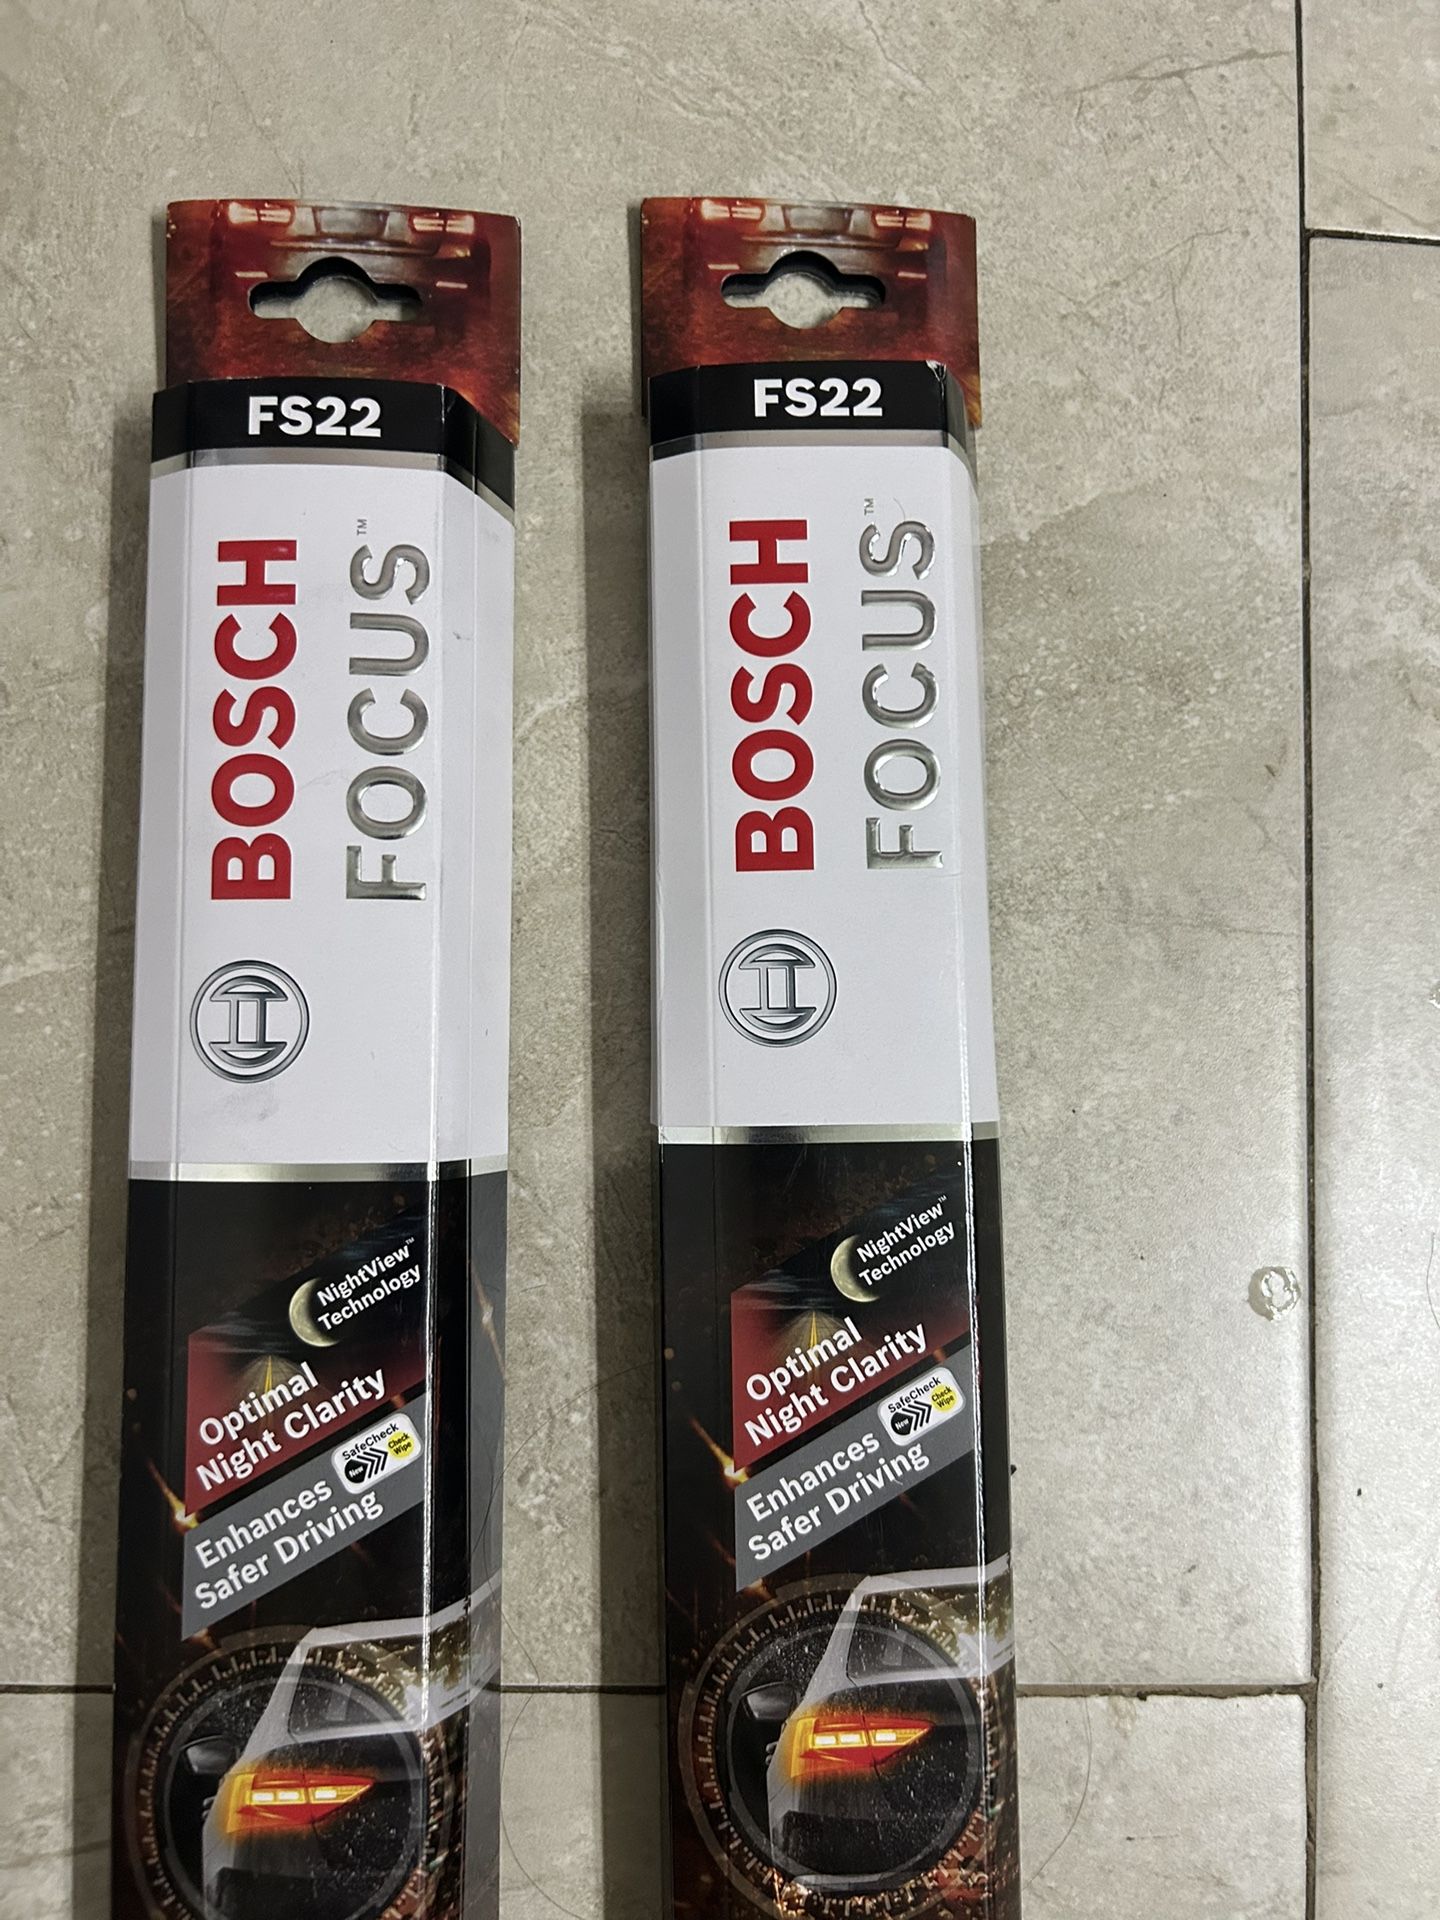 FS22
BOSCH
FOCUS™
NightView™
Technology
Optimal
Night Clarity
SafeCheck
New
Check
Wipe
Enhances
Safer Driving
FS22
BOSCH
FOCUS™
NightView™
Technology
Optimal
Night Clarity
SafeCheck
New
Check
Wipe
Enhances
Safer Driving